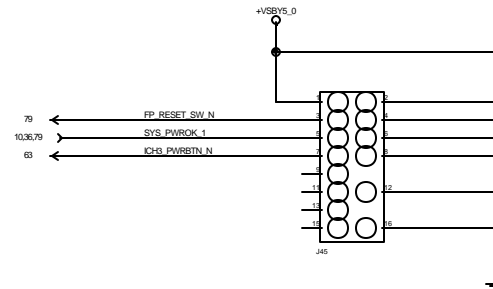 +VSBY5_0
1 2
79 FP_RESET_SW_N 3 4
10,36,79 SYS_PWROK_1 5 6
63 ICH3_PWRBTN_N 7 8
9
11 12
13
15 16
J45